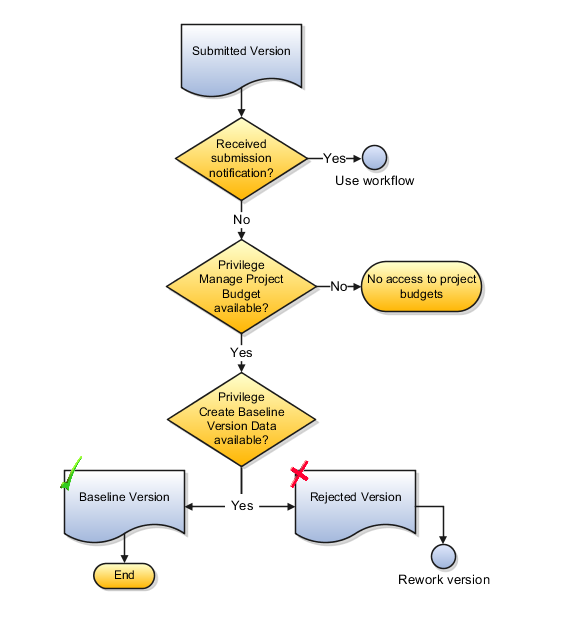 Submitted Version
Received
submission
notification?
Yes
Use workflow
No
Privilege
Manage Project
Budget
available?
No
No access to project
budgets
Yes
Privilege
Create Baseline
Version Data
available?
Baseline Version
Yes
Rejected Version
End
Rework version